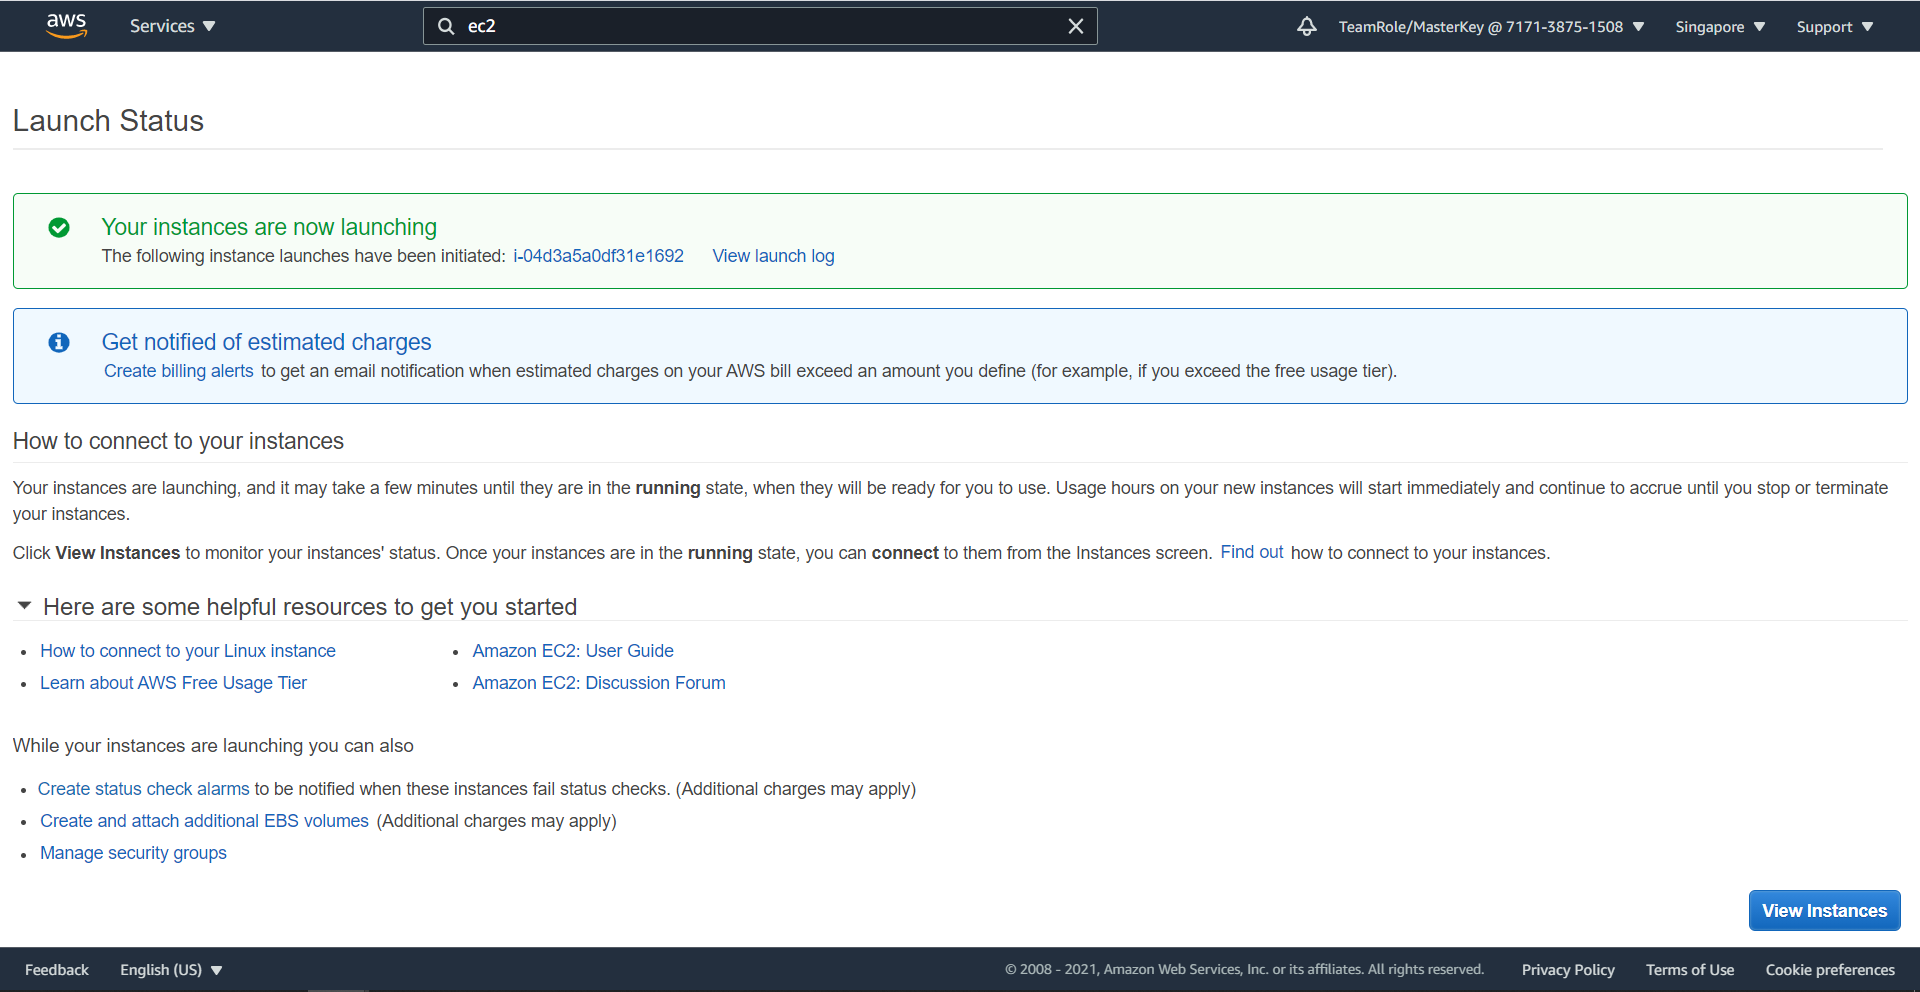 aws Services ec2 TeamRole/MasterKey @ 7171-3875-1508 Singapore Support
Launch Status
Your instances are now launching
The following instance launches have been initiated: i-04d3a5a0df31e1692 View launch log
Get notified of estimated charges
Create billing alerts to get an email notification when estimated charges on your AWS bill exceed an amount you define (for example, if you exceed the free usage tier).
How to connect to your instances
Your instances are launching, and it may take a few minutes until they are in the running state, when they will be ready for you to use. Usage hours on your new instances will start immediately and continue to accrue until you stop or terminate
your instances.
Click View Instances to monitor your instances' status. Once your instances are in the running state, you can connect to them from the Instances screen. Find out how to connect to your instances.
Here are some helpful resources to get you started
• How to connect to your Linux instance • Amazon EC2: User Guide
• Learn about AWS Free Usage Tier • Amazon EC2: Discussion Forum
While your instances are launching you can also
• Create status check alarms to be notified when these instances fail status checks. (Additional charges may apply)
• Create and attach additional EBS volumes (Additional charges may apply)
• Manage security groups
View Instances
Feedback English (US) © 2008 - 2021, Amazon Web Services, Inc. or its affiliates. All rights reserved. Privacy Policy Terms of Use Cookie preferences